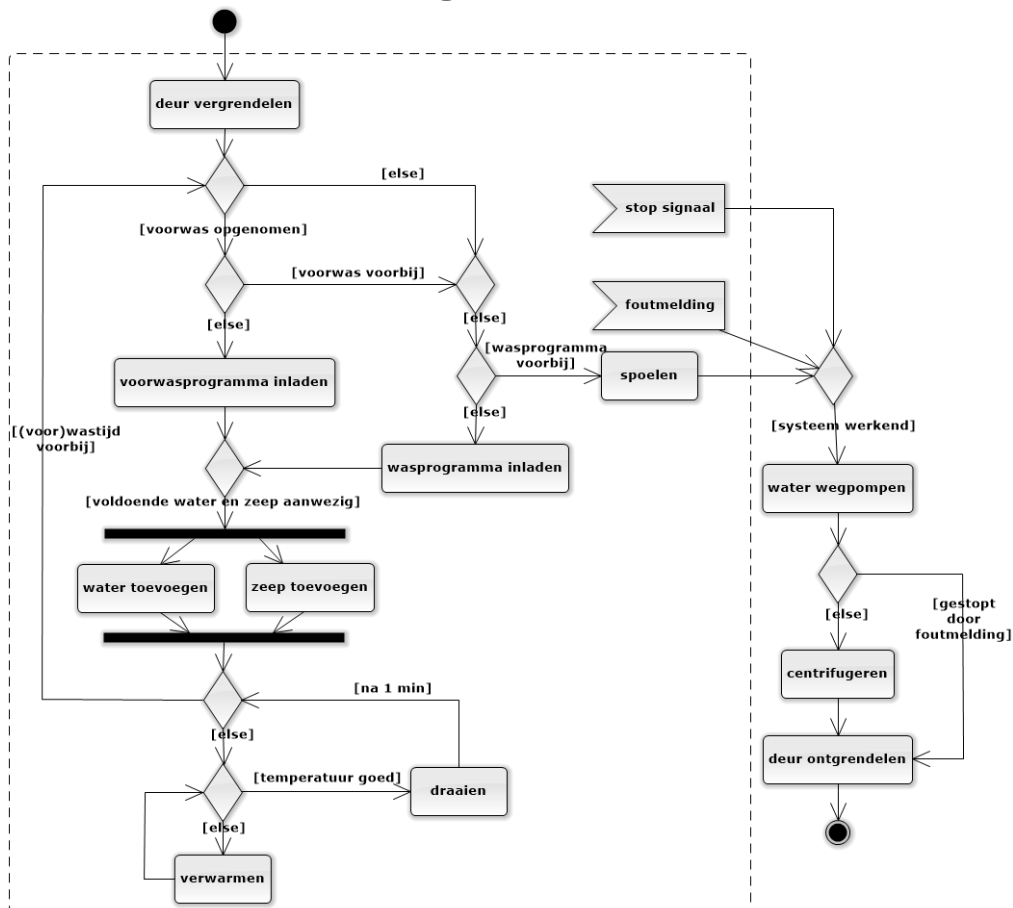 deur vergrendelen
[else]
[voorwas opgenomen]
stop signaal
[voorwas voorbij]
foutmelding
[else]
[else]
[wasprogramma
voorbij]
spoelen
voorwasprogramma inladen
[else]
[(voor)wastijd
voorbij]
[systeem werkend]
wasprogramma inladen
water wegpompen
[voldoende water en zeep aanwezig]
water toevoegen
zeep toevoegen
[else]
[gestopt
door
foutmelding]
[na 1 min]
centrifugeren
[else]
deur ontgrendelen
[temperatuur goed]
draaien
[else]
verwarmen